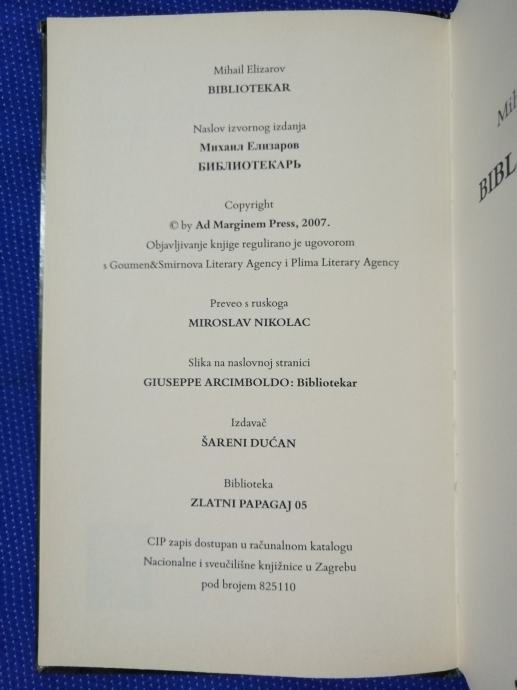 Mihail Elizarov
BIBLIOTEKAR
Naslov izvornog izdanja
Михаил Елизаров
БИБЛИОТЕКАРЬ
Copyright
© by Ad Marginem Press, 2007.
Objavljivanje knjige regulirano je ugovorom
s Goumen&Smirnova Literary Agency i Plima Literary Agency
Preveo s ruskoga
MIROSLAV NIKOLAC
Slika na naslovnoj stranici
GIUSEPPE ARCIMBOLDO: Bibliotekar
Izdavač
ŠARENI DUĆAN
Biblioteka
ZLATNI PAPAGAJ 05
CIP zapis dostupan u računalnom katalogu
Nacionalne i sveučilišne knjižnice u Zagrebu
pod brojem 825110
Mih
BIBL